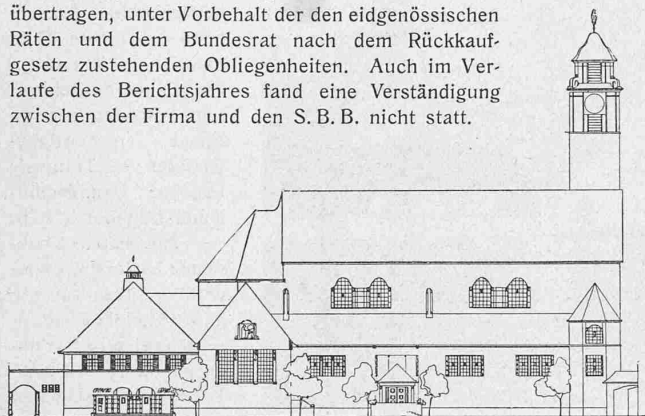 übertragen, unter Vorbehalt der den eidgenössischen
Räten und dem Bundesrat nach dem Rückkauf-
gesetz zustehenden Obliegenheiten. Auch im Ver-
laufe des Berichtsjahres fand eine Verständigung
zwischen der Firma und den S. B. B. nicht statt.